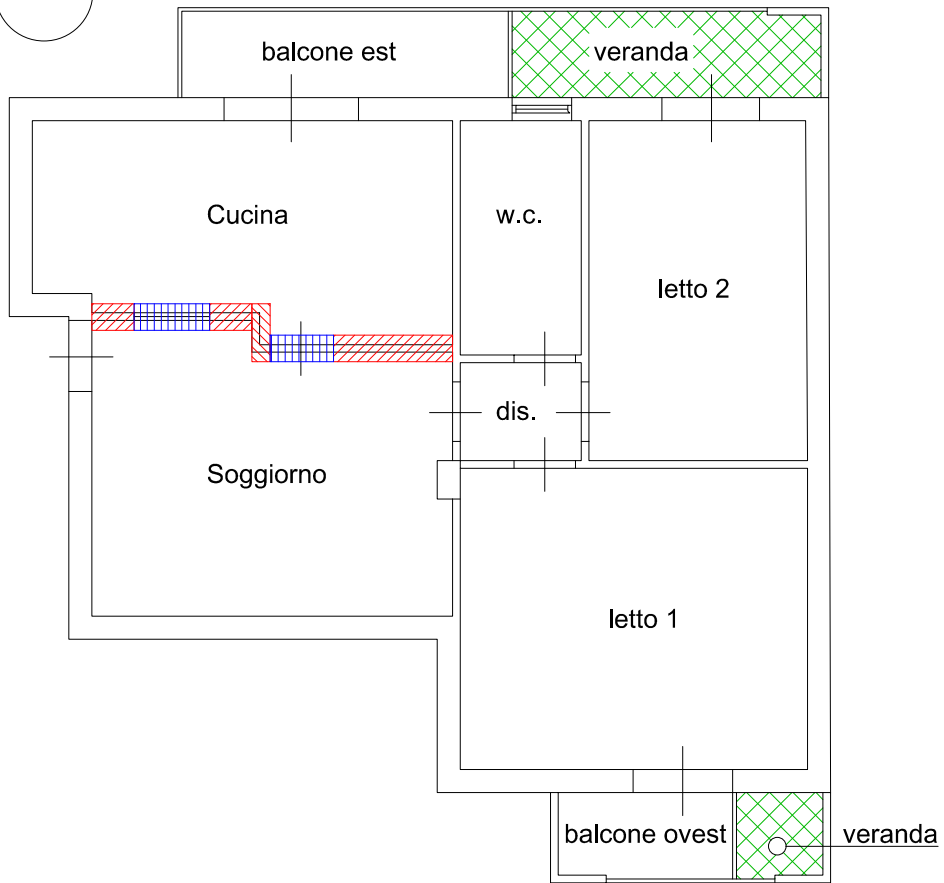 balcone est
veranda
Cucina
w.c.
letto 2
dis.
Soggiorno
letto 1
balcone ovest
veranda